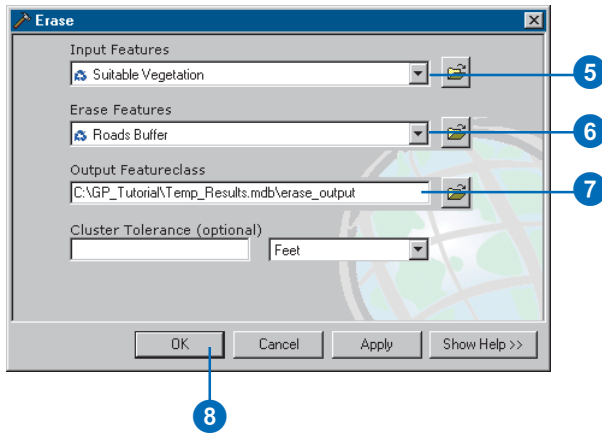 Erase
Input Features
Suitable Vegetation
5
Erase Features
Roads Buffer
6
Output Featureclass
C:\GP_Tutorial\Temp_Results.mdb\erase_output
7
Cluster Tolerance (optional)
Feet
OK
Cancel
Apply
Show Help >>
8